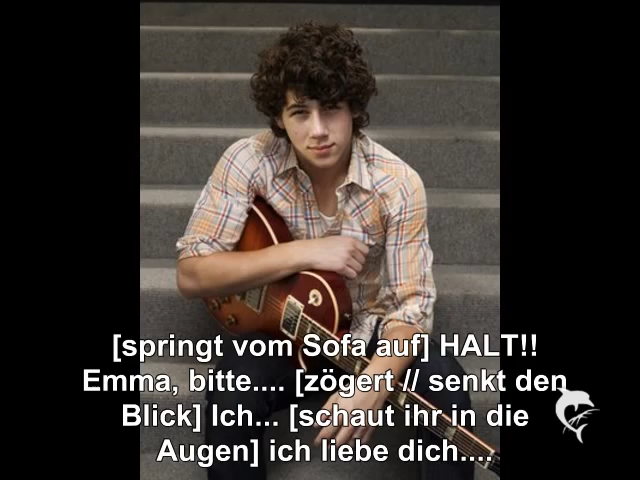 [springt vom Sofa auf] HALT!!
Emma, bitte.... [zögert // senkt den
Blick] Ich... [schaut ihr in die
Augen] ich liebe dich....